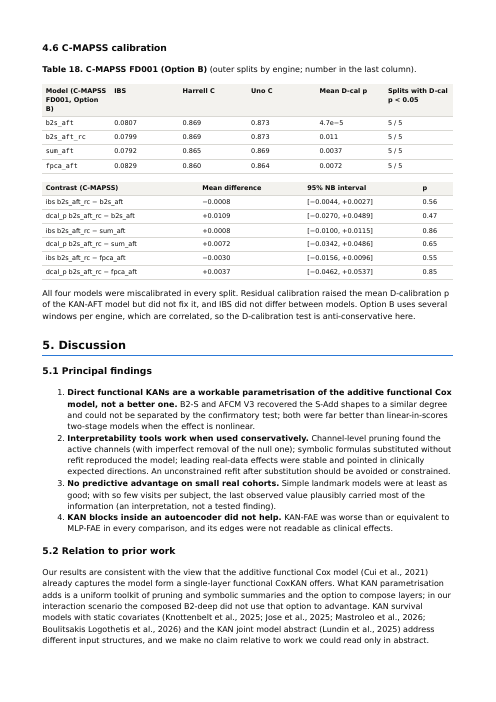 4.6 C-MAPSS calibration
Table 18. C-MAPSS FD001 (Option B) (outer splits by engine; number in the last column).
Model (C-MAPSS FD001, Option B) IBS Harrell C Uno C Mean D-cal p Splits with D-cal p < 0.05
b2s_aft 0.0807 0.869 0.873 4.7e−5 5 / 5
b2s_aft_rc 0.0799 0.869 0.873 0.011 5 / 5
sum_aft 0.0792 0.865 0.869 0.0037 5 / 5
fpca_aft 0.0829 0.860 0.864 0.0072 5 / 5
Contrast (C-MAPSS) Mean difference 95% NB interval p
ibs b2s_aft_rc − b2s_aft −0.0008 [−0.0044, +0.0027] 0.56
dcal_p b2s_aft_rc − b2s_aft +0.0109 [−0.0270, +0.0489] 0.47
ibs b2s_aft_rc − sum_aft +0.0008 [−0.0100, +0.0115] 0.86
dcal_p b2s_aft_rc − sum_aft +0.0072 [−0.0342, +0.0486] 0.65
ibs b2s_aft_rc − fpca_aft −0.0030 [−0.0156, +0.0096] 0.55
dcal_p b2s_aft_rc − fpca_aft +0.0037 [−0.0462, +0.0537] 0.85
All four models were miscalibrated in every split. Residual calibration raised the mean D-calibration p
of the KAN-AFT model but did not fix it, and IBS did not differ between models. Option B uses several
windows per engine, which are correlated, so the D-calibration test is anti-conservative here.
5. Discussion
5.1 Principal findings
1. Direct functional KANs are a workable parametrisation of the additive functional Cox
model, not a better one. B2-S and AFCM V3 recovered the S-Add shapes to a similar degree
and could not be separated by the confirmatory test; both were far better than linear-in-scores
two-stage models when the effect is nonlinear.
2. Interpretability tools work when used conservatively. Channel-level pruning found the
active channels (with imperfect removal of the null one); symbolic formulas substituted without
refit reproduced the model; leading real-data effects were stable and pointed in clinically
expected directions. An unconstrained refit after substitution should be avoided or constrained.
3. No predictive advantage on small real cohorts. Simple landmark models were at least as
good; with so few visits per subject, the last observed value plausibly carried most of the
information (an interpretation, not a tested finding).
4. KAN blocks inside an autoencoder did not help. KAN-FAE was worse than or equivalent to
MLP-FAE in every comparison, and its edges were not readable as clinical effects.
5.2 Relation to prior work
Our results are consistent with the view that the additive functional Cox model (Cui et al., 2021)
already captures the model form a single-layer functional CoxKAN offers. What KAN parametrisation
adds is a uniform toolkit of pruning and symbolic summaries and the option to compose layers; in our
interaction scenario the composed B2-deep did not use that option to advantage. KAN survival
models with static covariates (Knottenbelt et al., 2025; Jose et al., 2025; Mastroleo et al., 2026;
Boulitsakis Logothetis et al., 2026) and the KAN joint model abstract (Lundin et al., 2025) address
different input structures, and we make no claim relative to work we could read only in abstract.